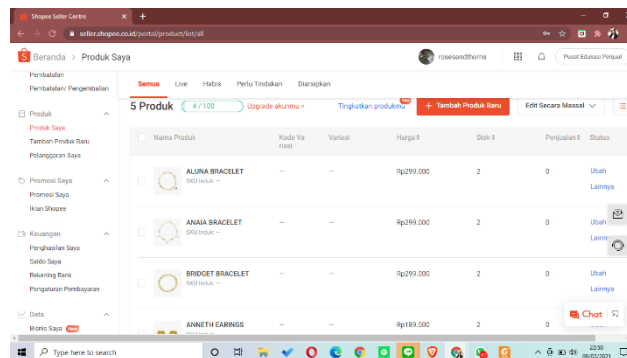 Shopee Seller Centre
seller.shopee.co.id/portal/product/list/all
Beranda > Produk Saya
rosesandthorns
Pusat Edukasi Penjual
Pembatalan
Pembatalan/ Pengembalian
Semua Live Habis Perlu Tindakan Diarsipkan
5 Produk 4 / 100 Upgrade akunmu > Tingkatkan produkmu + Tambah Produk Baru Edit Secara Massal
Produk
Produk Saya
Tambah Produk Baru
Pelanggaran Saya
Nama Produk Kode Variasi Variasi Harga Stok Penjualan Status
ALUNA BRACELET Rp299.000 2 0 Ubah
SKU Induk: – Lainnya
Promosi Saya
Promosi Saya
Iklan Shopee
ANAIA BRACELET Rp299.000 2 0 Ubah
SKU Induk: –
Keuangan
Penghasilan Saya
Saldo Saya
Rekening Bank
Pengaturan Pembayaran
BRIDGET BRACELET Rp299.000 2 0 Ubah
SKU Induk: – Lainnya
Data
Bisnis Saya
ANNETH EARINGS Rp189.000 2 0
Chat
Type here to search
22:50